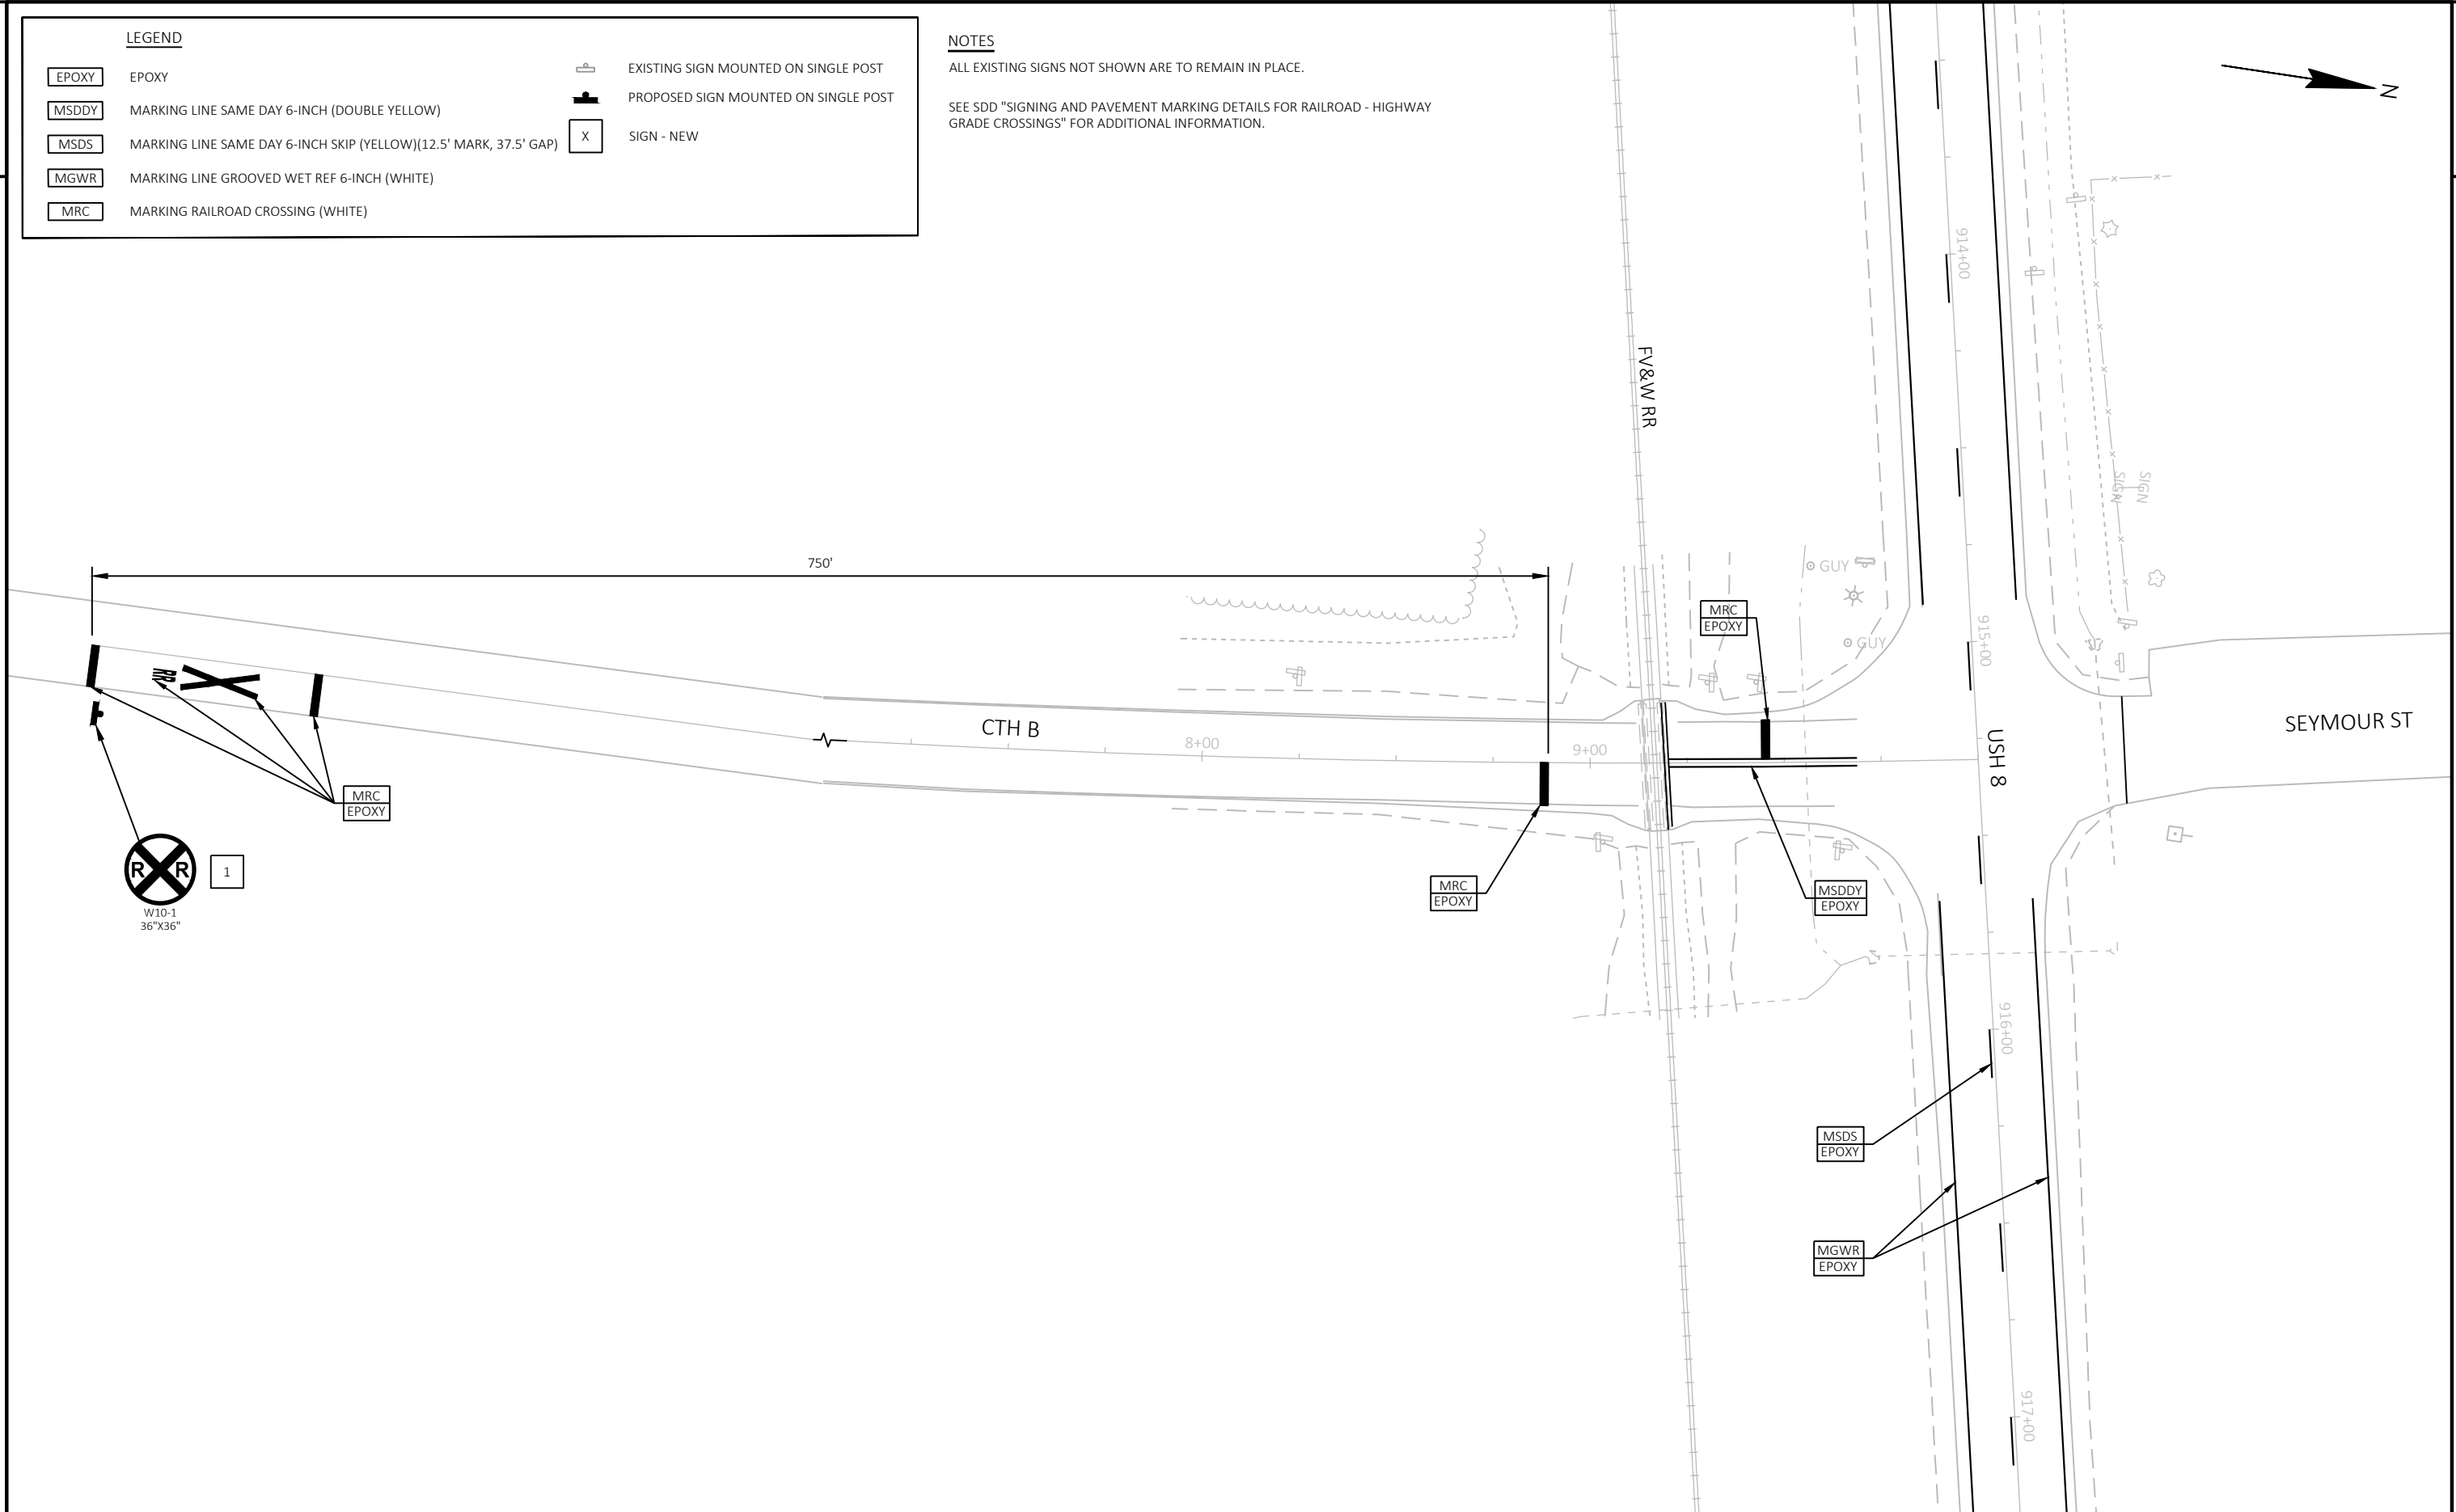 LEGEND
EPOXY EPOXY
MSDDY MARKING LINE SAME DAY 6-INCH (DOUBLE YELLOW)
MSDS MARKING LINE SAME DAY 6-INCH SKIP (YELLOW)(12.5' MARK, 37.5' GAP)
MGWR MARKING LINE GROOVED WET REF 6-INCH (WHITE)
MRC MARKING RAILROAD CROSSING (WHITE)
EXISTING SIGN MOUNTED ON SINGLE POST
PROPOSED SIGN MOUNTED ON SINGLE POST
X SIGN - NEW
NOTES
ALL EXISTING SIGNS NOT SHOWN ARE TO REMAIN IN PLACE.
SEE SDD "SIGNING AND PAVEMENT MARKING DETAILS FOR RAILROAD - HIGHWAY
GRADE CROSSINGS" FOR ADDITIONAL INFORMATION.
N
914+00
FV&W RR
SIGN
SIGN
750'
GUY
MRC
EPOXY
GUY
915+00
RR
CTH B
8+00
9+00
USH 8
SEYMOUR ST
MRC
EPOXY
R R
1
W10-1
36"X36"
MRC
EPOXY
MSDDY
EPOXY
916+00
MSDS
EPOXY
MGWR
EPOXY
917+00